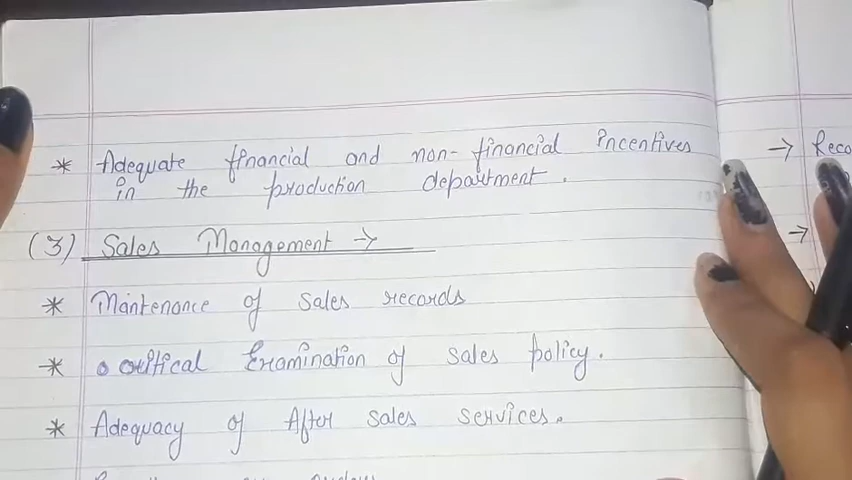 * Adequate financial and non-financial incentives
in the production department.
(3) Sales Management →
* Maintenance of sales records
* critical Examination of sales policy.
* Adequacy of After sales services.
→ Reco
→